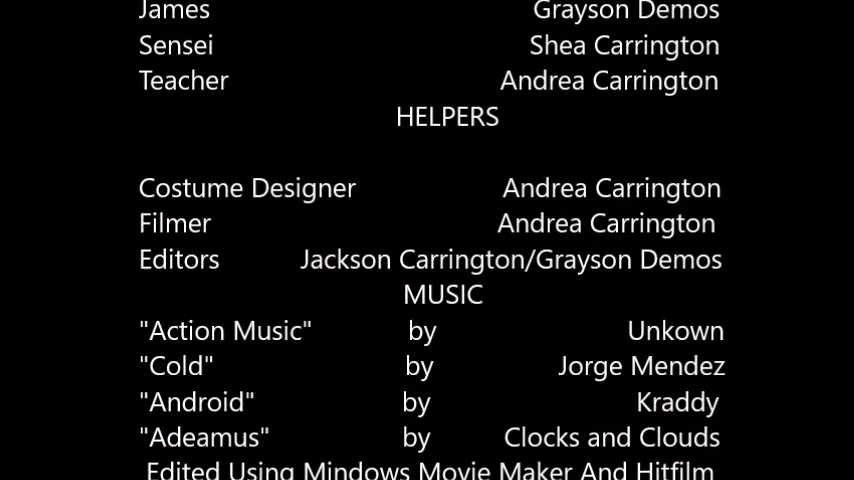 James Grayson Demos
Sensei Shea Carrington
Teacher Andrea Carrington
HELPERS
Costume Designer Andrea Carrington
Filmer Andrea Carrington
Editors Jackson Carrington/Grayson Demos
MUSIC
"Action Music" by Unkown
"Cold" by Jorge Mendez
"Android" by Kraddy
"Adeamus" by Clocks and Clouds
Edited Using Mindows Movie Maker And Hitfilm